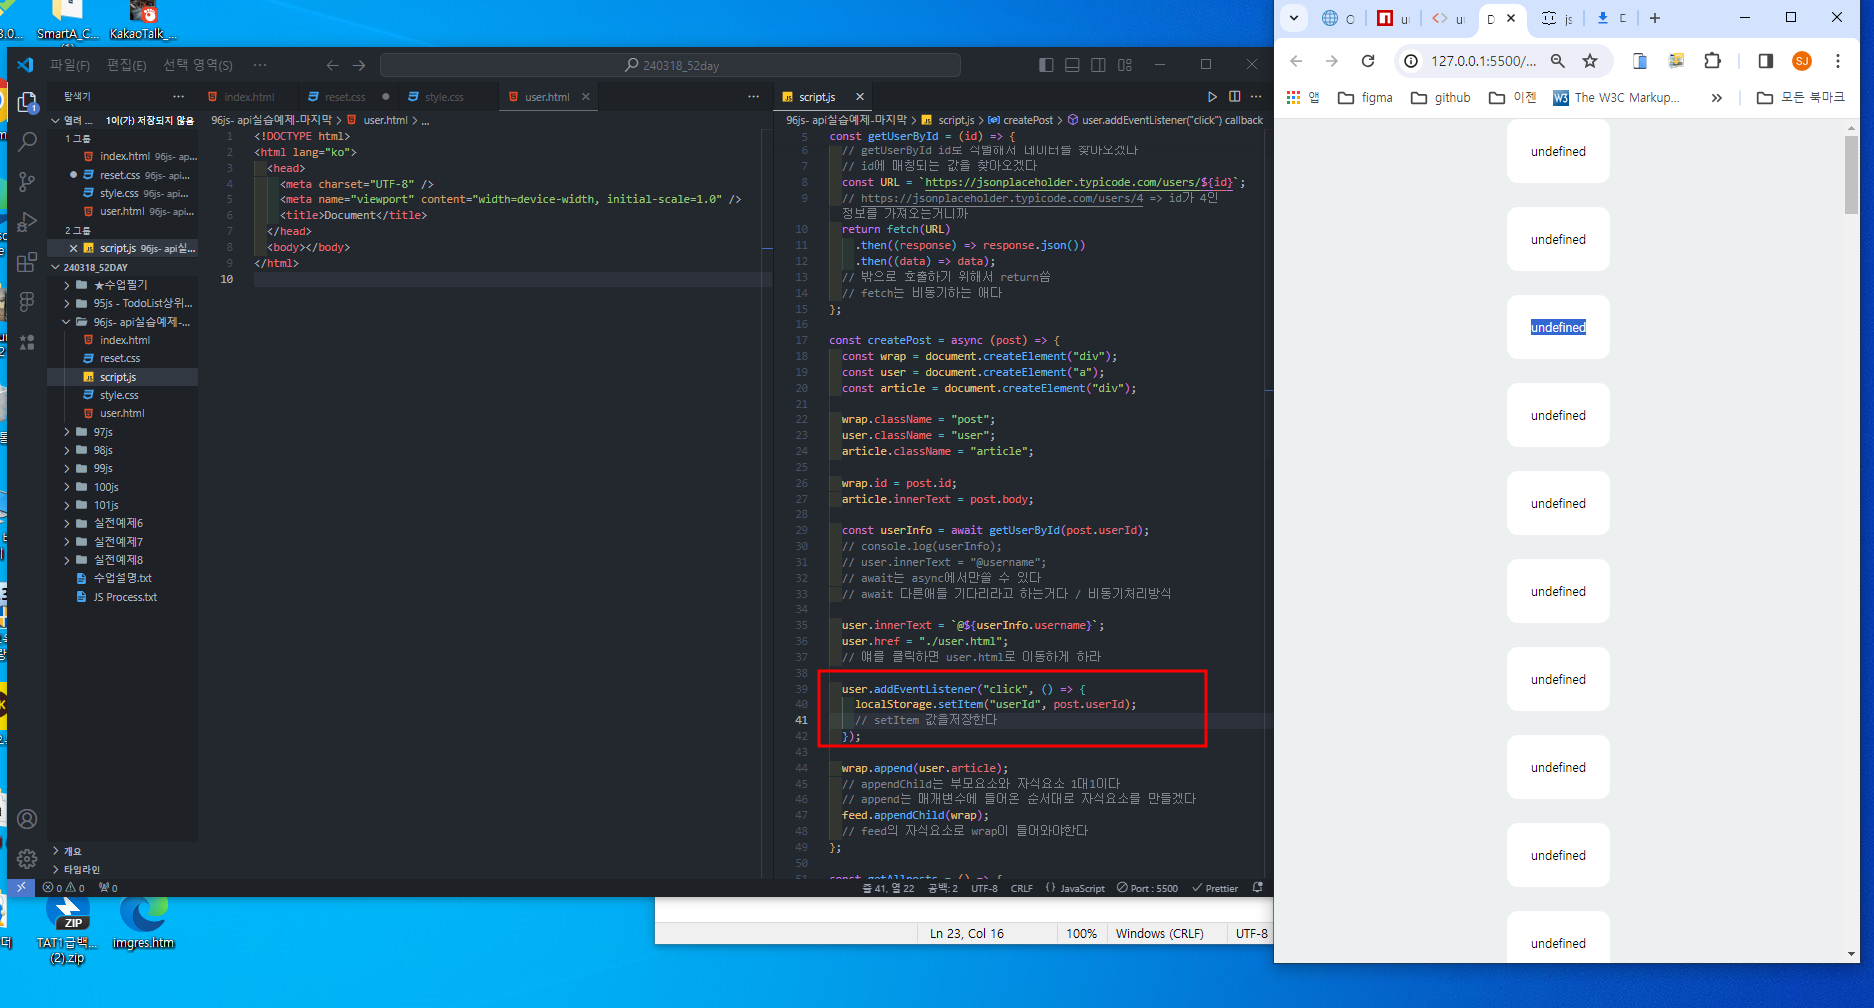 SmartA_C...
KakaoTalk_...
파일(F) 편집(E) 선택 영역(S) ...
240318_52day
탐색기
열려 ... 1이(가) 저장되지 않음
1 그룹
index.html 96js- ap...
reset.css 96js- api...
style.css 96js- api...
user.html 96js- api...
2 그룹
script.js 96js- api실...
240318_52DAY
★수업필기
95js - TodoList상위...
96js- api실습예제-...
index.html
reset.css
script.js
style.css
user.html
97js
98js
99js
100js
101js
실전예제6
실전예제7
실전예제8
수업설명.txt
JS Process.txt
개요
타임라인
index.html
reset.css
style.css
user.html
96js- api실습예제-마지막 > user.html > ...
1 <!DOCTYPE html>
2 <html lang="ko">
3 <head>
4 <meta charset="UTF-8" />
5 <meta name="viewport" content="width=device-width, initial-scale=1.0" />
6 <title>Document</title>
7 </head>
8 <body></body>
9 </html>
10
script.js
96js- api실습예제-마지막 > script.js > createPost > user.addEventListener("click") callback
5 const getUserById = (id) => {
6 // getUserById id로 식별해서 데이터를 찾아오겠다
7 // id에 매칭되는 값을 찾아오겠다
8 const URL = `https://jsonplaceholder.typicode.com/users/${id}`;
9 // https://jsonplaceholder.typicode.com/users/4 => id가 4인
정보를 가져오는거니까
10 return fetch(URL)
11 .then((response) => response.json())
12 .then((data) => data);
13 // 밖으로 호출하기 위해서 return씀
14 // fetch는 비동기하는 애다
15 };
16
17 const createPost = async (post) => {
18 const wrap = document.createElement("div");
19 const user = document.createElement("a");
20 const article = document.createElement("div");
21
22 wrap.className = "post";
23 user.className = "user";
24 article.className = "article";
25
26 wrap.id = post.id;
27 article.innerText = post.body;
28
29 const userInfo = await getUserById(post.userId);
30 // console.log(userInfo);
31 // user.innerText = "@username";
32 // await는 async에서만쓸 수 있다
33 // await 다른애들 기다리라고 하는거다 / 비동기처리방식
34
35 user.innerText = `@${userInfo.username}`;
36 user.href = "./user.html";
37 // 얘를 클릭하면 user.html로 이동하게 하라
38
39 user.addEventListener("click", () => {
40 localStorage.setItem("userId", post.userId);
41 // setItem 값을저장한다
42 });
43
44 wrap.append(user.article);
45 // appendChild는 부모요소와 자식요소 1대1이다
46 // append는 매개변수에 들어온 순서대로 자식요소를 만들겠다
47 feed.appendChild(wrap);
48 // feed의 자식요소로 wrap이 들어와야한다
49 };
50
51 const getAllposts = () => {
0 0 0
줄 41, 열 22 공백: 2 UTF-8 CRLF {} JavaScript Port : 5500 Prettier
Ln 23, Col 16 100% Windows (CRLF) UTF-8
TAT1급백...
(2).zip
imgres.htm
127.0.0.1:5500/...
SJ
앱 figma github 이젠 The W3C Markup... » 모든 북마크
undefined
undefined
undefined
undefined
undefined
undefined
undefined
undefined
undefined
undefined